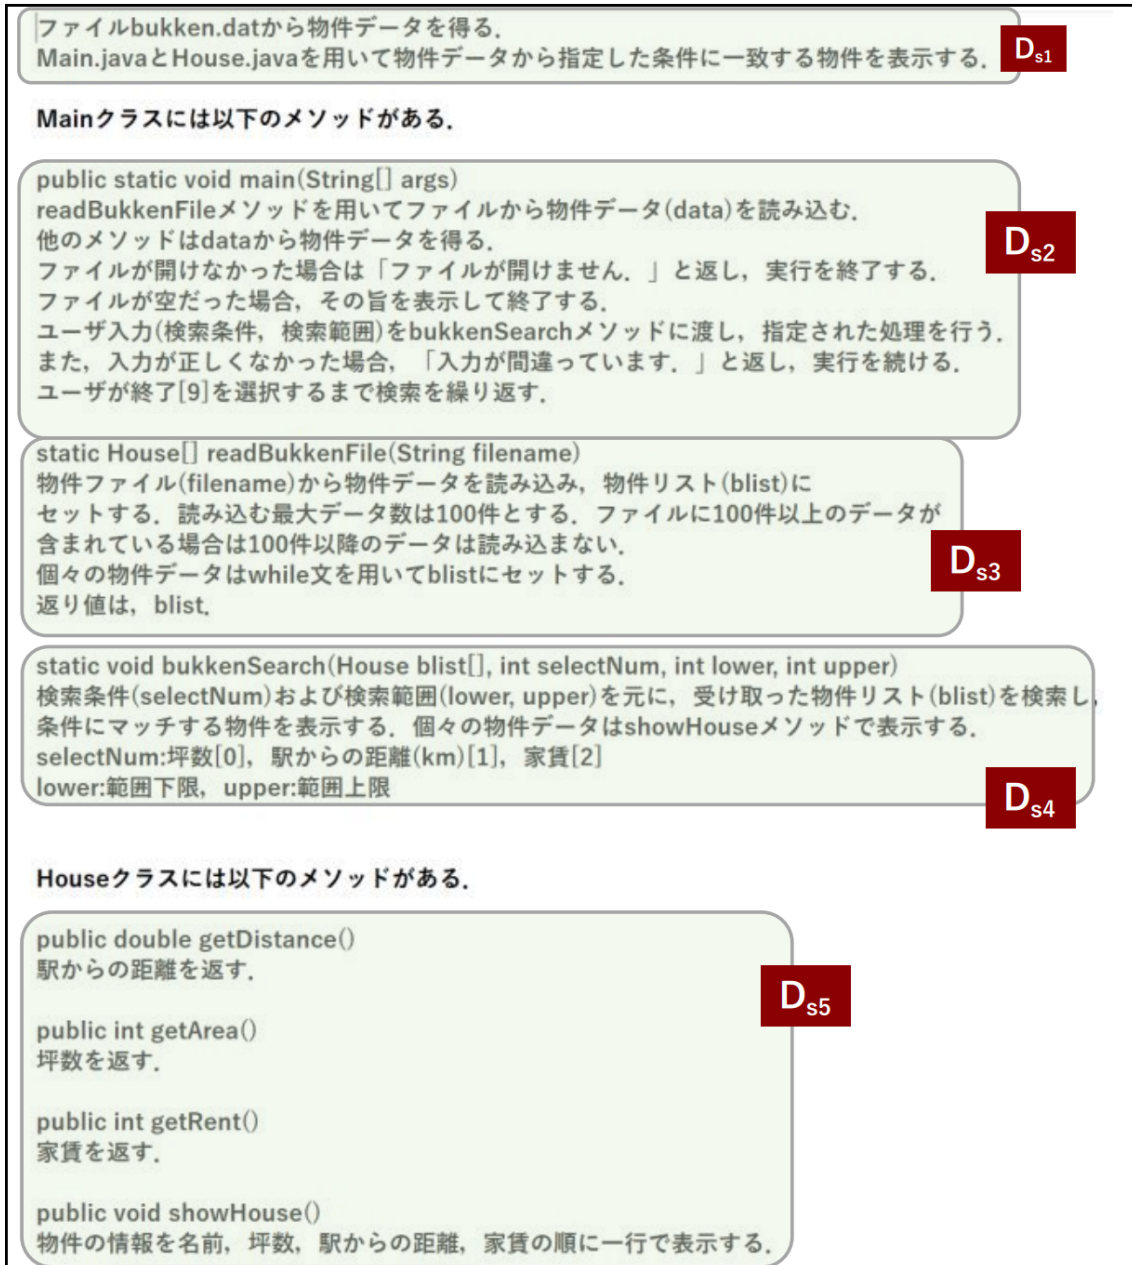 ファイルbukken.datから物件データを得る．
Main.javaとHouse.javaを用いて物件データから指定した条件に一致する物件を表示する．
Ds1
Mainクラスには以下のメソッドがある．
public static void main(String[] args)
readBukkenFileメソッドを用いてファイルから物件データ(data)を読み込む．
他のメソッドはdataから物件データを得る．
ファイルが開けなかった場合は「ファイルが開けません．」と返し，実行を終了する．
ファイルが空だった場合，その旨を表示して終了する．
ユーザ入力(検索条件，検索範囲)をbukkenSearchメソッドに渡し，指定された処理を行う．
また，入力が正しくなかった場合，「入力が間違っています．」と返し，実行を続ける．
ユーザが終了[9]を選択するまで検索を繰り返す．
Ds2
static House[] readBukkenFile(String filename)
物件ファイル(filename)から物件データを読み込み，物件リスト(blist)に
セットする．読み込む最大データ数は100件とする．ファイルに100件以上のデータが
含まれている場合は100件以降のデータは読み込まない．
個々の物件データはwhile文を用いてblistにセットする．
返り値は，blist．
Ds3
static void bukkenSearch(House blist[], int selectNum, int lower, int upper)
検索条件(selectNum)および検索範囲(lower, upper)を元に，受け取った物件リスト(blist)を検索し，
条件にマッチする物件を表示する．個々の物件データはshowHouseメソッドで表示する．
selectNum:坪数[0]，駅からの距離(km)[1]，家賃[2]
lower:範囲下限，upper:範囲上限
Ds4
Houseクラスには以下のメソッドがある．
public double getDistance()
駅からの距離を返す．
public int getArea()
坪数を返す．
public int getRent()
家賃を返す．
public void showHouse()
物件の情報を名前，坪数，駅からの距離，家賃の順に一行で表示する．
Ds5